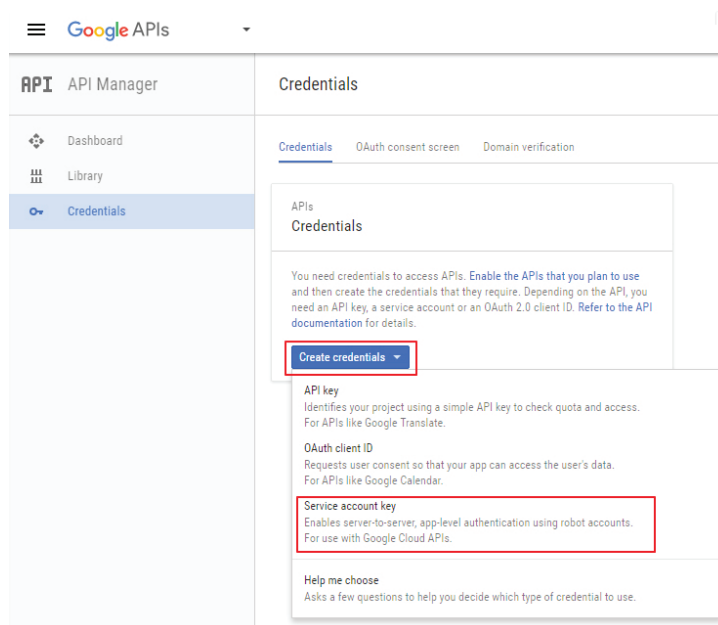 Google APIs
API API Manager
Credentials
Dashboard
Library
Credentials
Credentials OAuth consent screen Domain verification
APIs
Credentials
You need credentials to access APIs. Enable the APIs that you plan to use
and then create the credentials that they require. Depending on the API, you
need an API key, a service account or an OAuth 2.0 client ID. Refer to the API
documentation for details.
Create credentials
API key
Identifies your project using a simple API key to check quota and access.
For APIs like Google Translate.
OAuth client ID
Requests user consent so that your app can access the user's data.
For APIs like Google Calendar.
Service account key
Enables server-to-server, app-level authentication using robot accounts.
For use with Google Cloud APIs.
Help me choose
Asks a few questions to help you decide which type of credential to use.